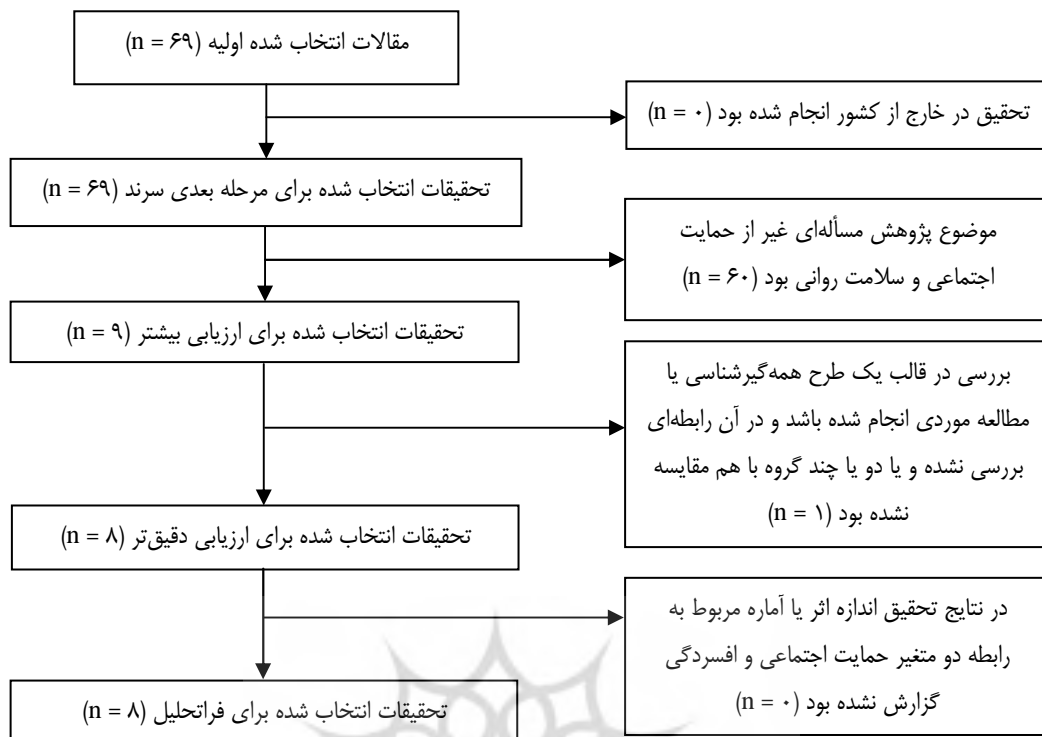 مقالات انتخاب شده اولیه (n = ۶۹)
تحقیق در خارج از کشور انجام شده بود (n = ۰)
تحقیقات انتخاب شده برای مرحله بعدی سرند (n = ۶۹)
موضوع پژوهش مسأله‌ای غیر از حمایت
اجتماعی و سلامت روانی بود (n = ۶۰)
تحقیقات انتخاب شده برای ارزیابی بیشتر (n = ۹)
بررسی در قالب یک طرح همه‌گیرشناسی یا
مطالعه موردی انجام شده باشد و در آن رابطه‌ای
بررسی نشده و یا دو یا چند گروه با هم مقایسه
نشده بود (n = ۱)
تحقیقات انتخاب شده برای ارزیابی دقیق‌تر (n = ۸)
در نتایج تحقیق اندازه اثر یا آماره مربوط به
رابطه دو متغیر حمایت اجتماعی و افسردگی
گزارش نشده بود (n = ۰)
تحقیقات انتخاب شده برای فراتحلیل (n = ۸)